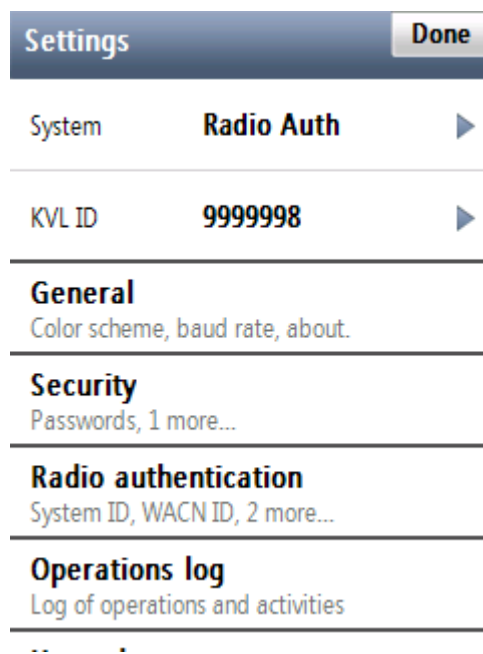 Settings
Done
System Radio Auth
KVL ID 9999998
General
Color scheme, baud rate, about.
Security
Passwords, 1 more...
Radio authentication
System ID, WACN ID, 2 more...
Operations log
Log of operations and activities